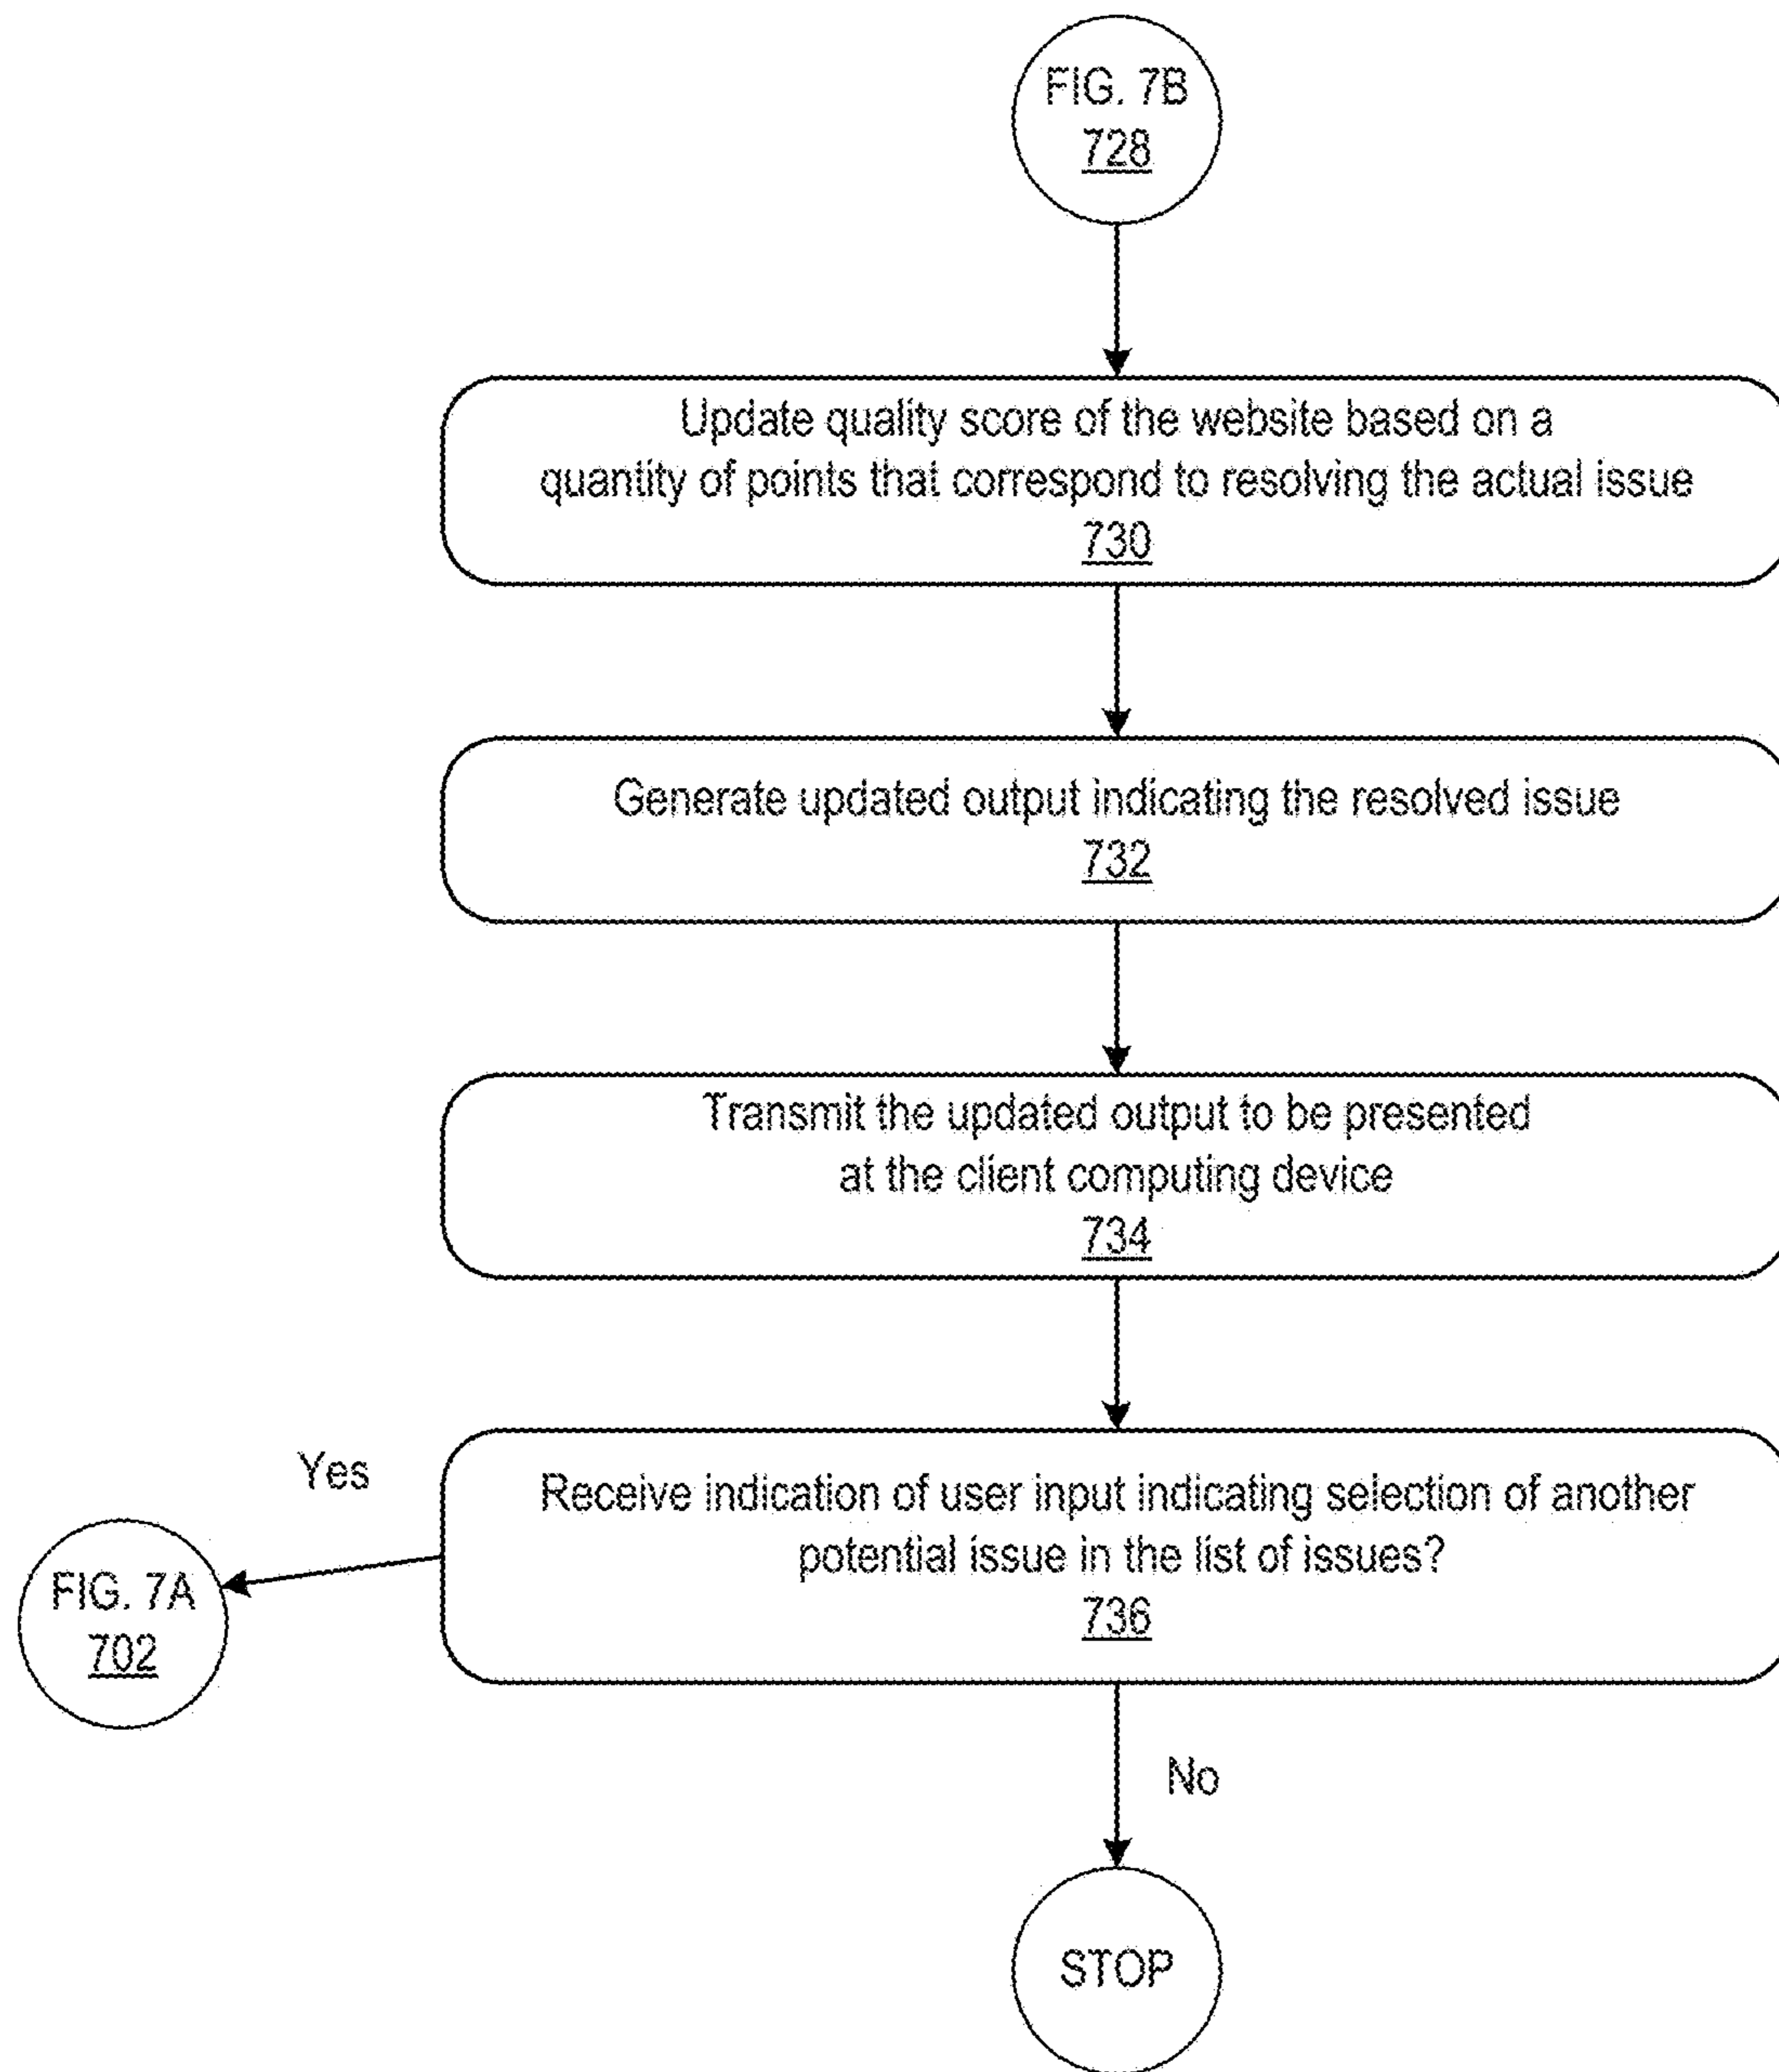 FIG. 7B
728
Update quality score of the website based on a
quantity of points that correspond to resolving the actual issue
730
Generate updated output indicating the resolved issue
732
Transmit the updated output to be presented
at the client computing device
734
Yes
Receive indication of user input indicating selection of another
potential issue in the list of issues?
736
FIG. 7A
702
No
STOP